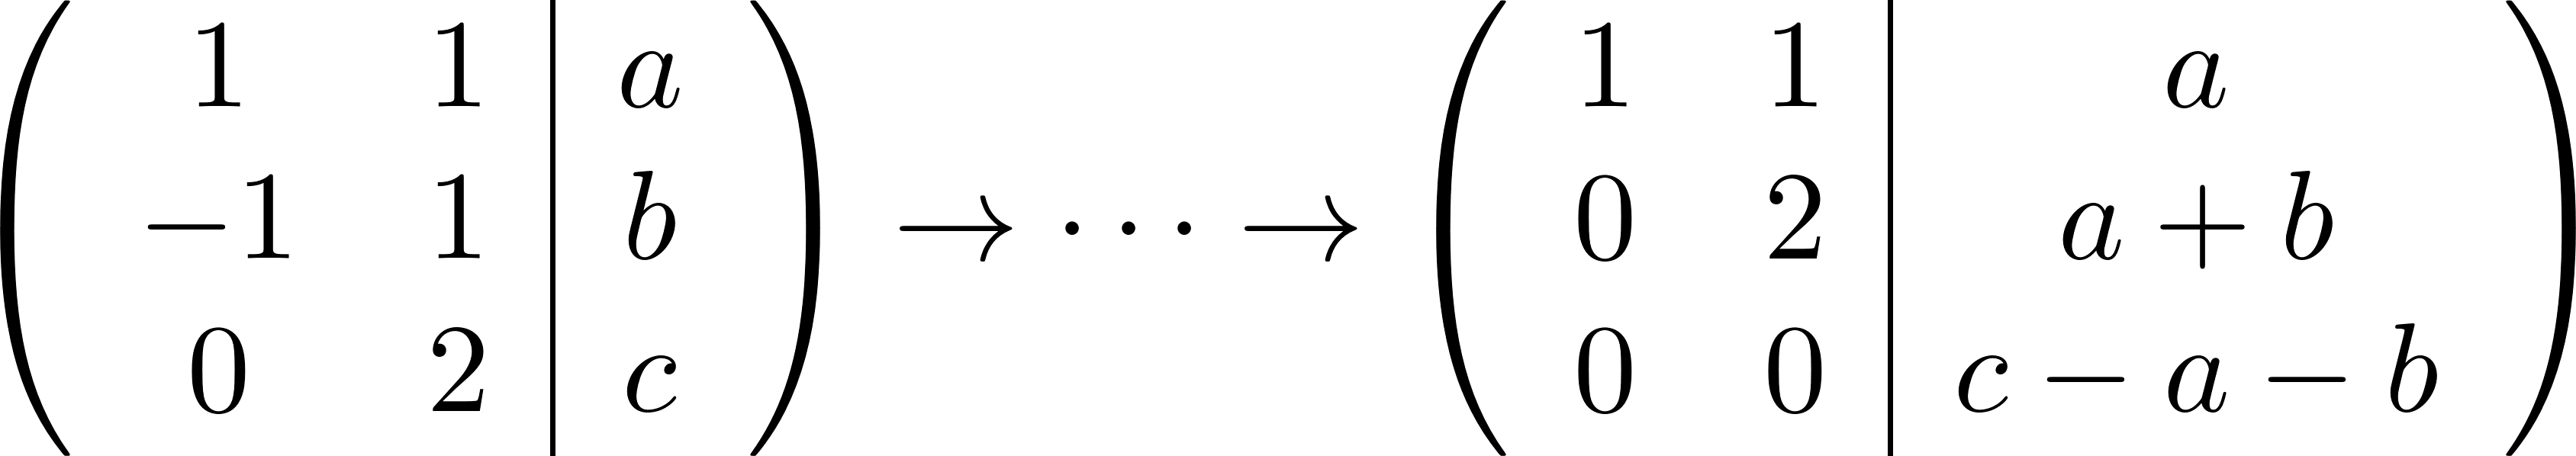 1 1 a 1 1 a
−1 1 b → ⋯ → 0 2 a + b
0 2 c 0 0 c − a − b